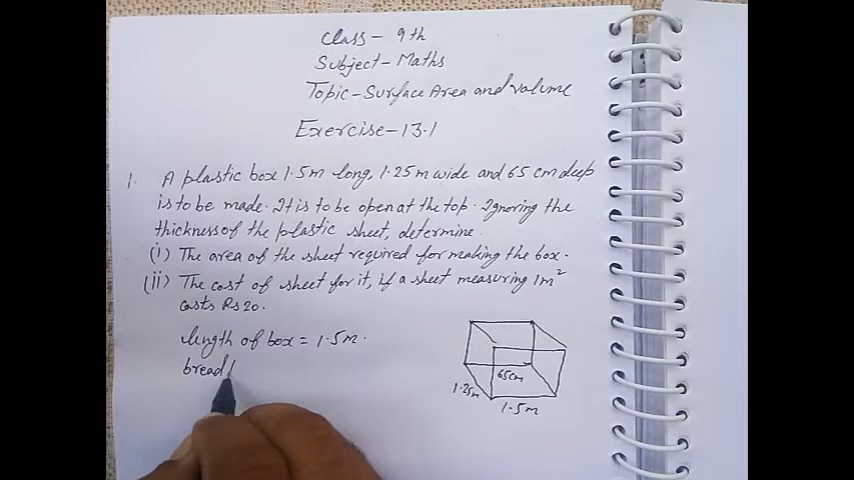 Class - 9th
Subject - Maths
Topic - Surface Area and volume
Exercise - 13.1
1. A plastic box 1.5m long, 1.25m wide and 65 cm deep
is to be made. It is to be open at the top. Ignoring the
thickness of the plastic sheet, determine.
(i) The area of the sheet required for making the box.
(ii) The cost of sheet for it, if a sheet measuring 1m²
costs Rs 20.
length of box = 1.5m.
bread
65cm
1.25m
1.5m